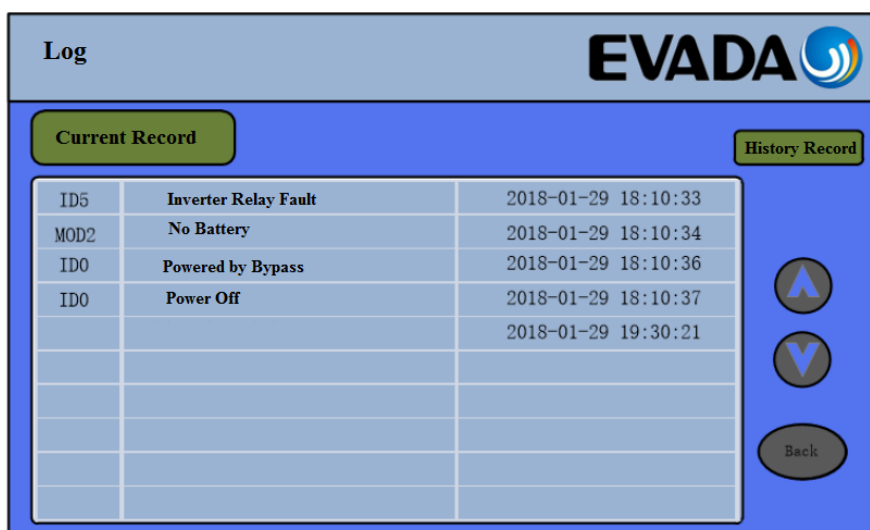 Log
EVADA
Current Record
History Record
ID5 Inverter Relay Fault 2018-01-29 18:10:33
MOD2 No Battery 2018-01-29 18:10:34
ID0 Powered by Bypass 2018-01-29 18:10:36
ID0 Power Off 2018-01-29 18:10:37
2018-01-29 19:30:21
Back